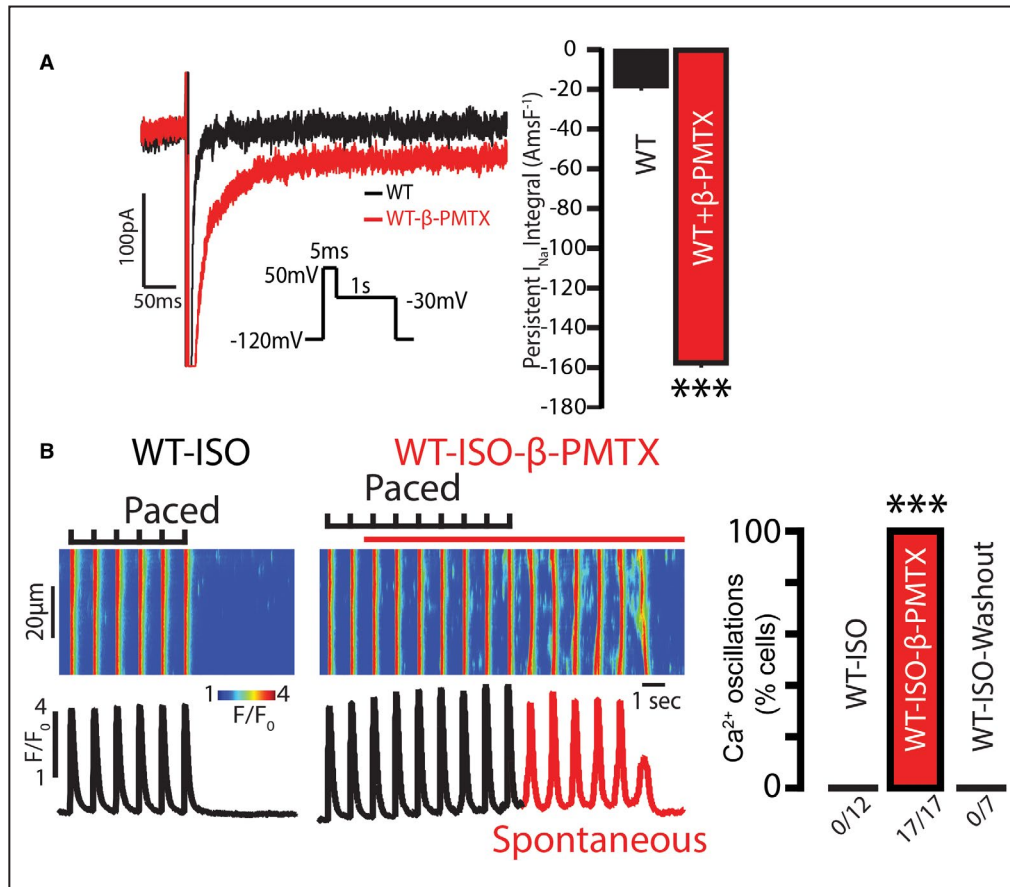 A
100pA
50ms
WT
WT-β-PMTX
5ms
50mV
1s
-30mV
-120mV
Persistent I_Na Integral (AmsF⁻¹)
0
-20
-40
-60
-80
-100
-120
-140
-160
-180
WT
WT+β-PMTX
***
B
WT-ISO
WT-ISO-β-PMTX
Paced
Paced
20µm
1 4
F/F₀
1 sec
4
F/F₀
1
Spontaneous
Ca²⁺ oscillations
(% cells)
100
0
***
WT-ISO
WT-ISO-β-PMTX
WT-ISO-Washout
0/12
17/17
0/7